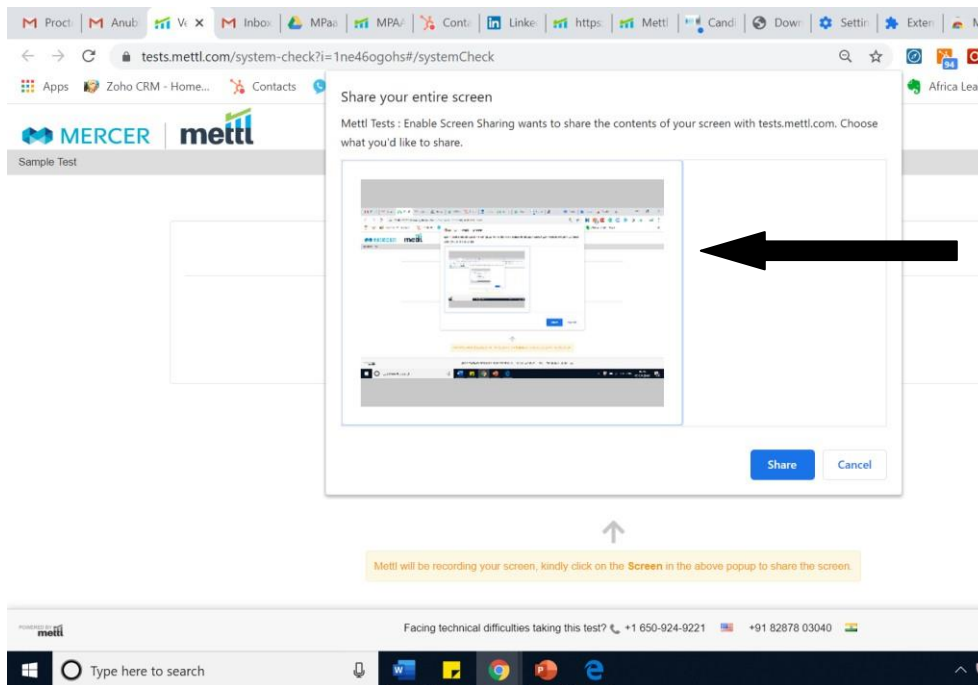 Procto
Anub
Ve
Inbox
MPaa
MPAA
Conta
Linke
https:
Mettl
Candi
Down
Settin
Exten
tests.mettl.com/system-check?i=1ne46ogohs#/systemCheck
94
Apps
Zoho CRM - Home...
Contacts
Africa Lea
MERCER
mettl
Sample Test
Share your entire screen
Mettl Tests : Enable Screen Sharing wants to share the contents of your screen with tests.mettl.com. Choose
what you'd like to share.
Share
Cancel
Mettl will be recording your screen, kindly click on the Screen in the above popup to share the screen.
POWERED BY
mettl
Facing technical difficulties taking this test? +1 650-924-9221 +91 82878 03040
Type here to search